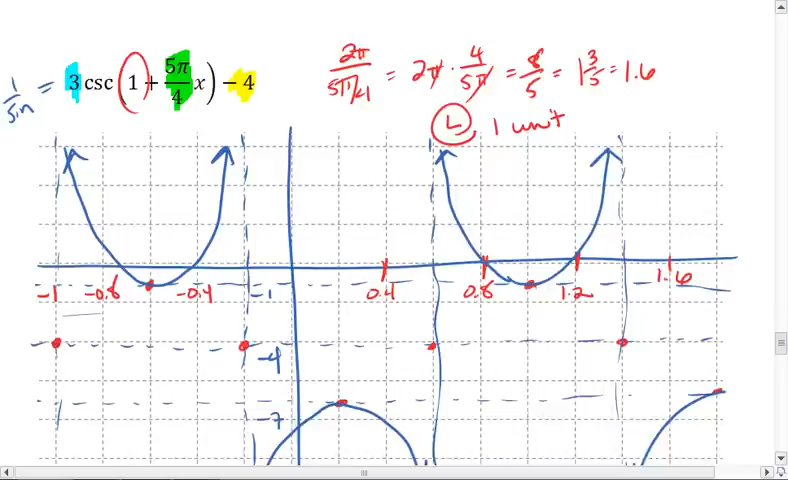 1/sin = 3 csc (1 + 5π/4 x) − 4
2π/(5π/4) = 2π · 4/5π = 8/5 = 1 3/5 = 1.6
L 1 unit
-1 -0.8 -0.4 -1 0.4 0.8 1.2 1.6
-4
-7